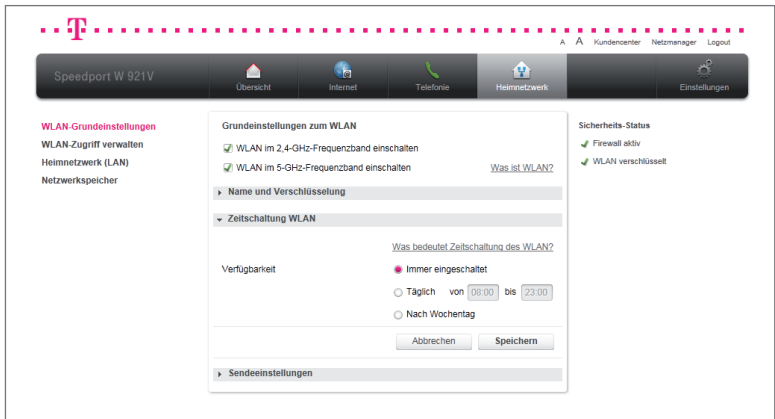 T
A A Kundencenter Netzmanager Logout
Speedport W 921V
Übersicht Internet Telefonie Heimnetzwerk Einstellungen
WLAN-Grundeinstellungen
WLAN-Zugriff verwalten
Heimnetzwerk (LAN)
Netzwerkspeicher
Grundeinstellungen zum WLAN
WLAN im 2,4-GHz-Frequenzband einschalten
WLAN im 5-GHz-Frequenzband einschalten Was ist WLAN?
Name und Verschlüsselung
Zeitschaltung WLAN
Was bedeutet Zeitschaltung des WLAN?
Verfügbarkeit Immer eingeschaltet
Täglich von 08:00 bis 23:00
Nach Wochentag
Abbrechen Speichern
Sendeeinstellungen
Sicherheits-Status
Firewall aktiv
WLAN verschlüsselt